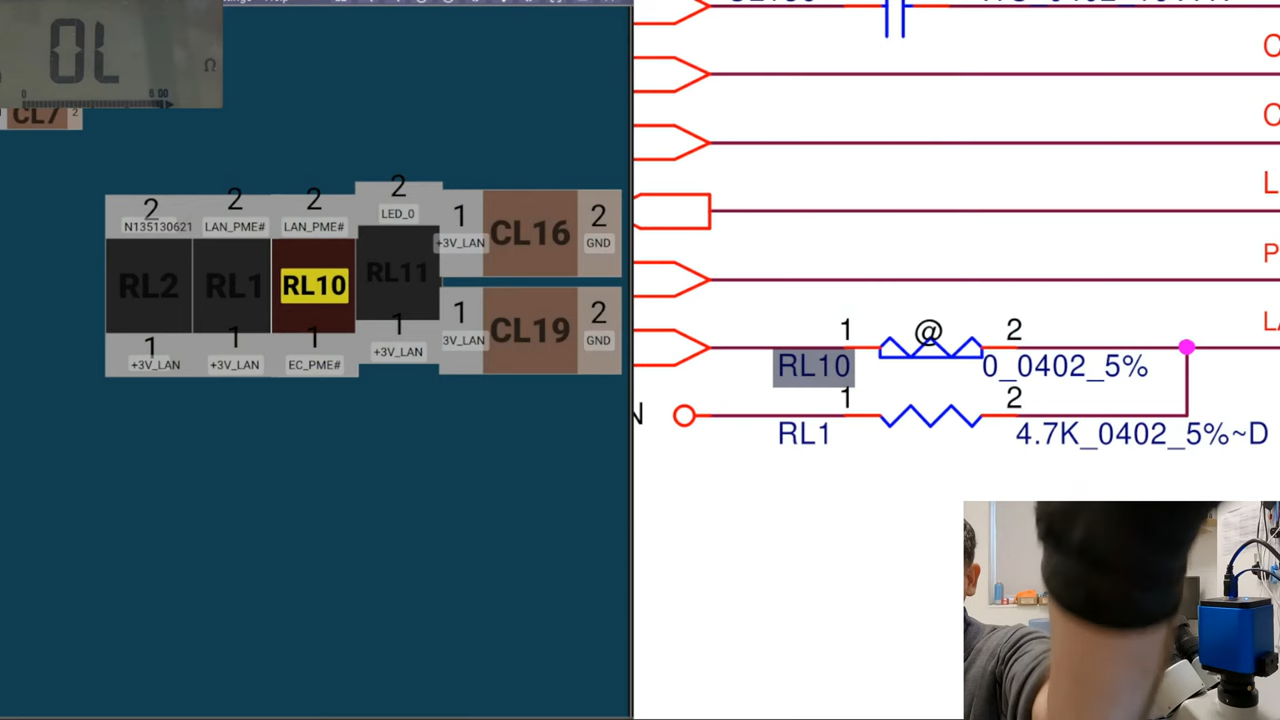 OL
Ω
0
CL7 2
2 2 2 2
N135130621 LAN_PME# LAN_PME# LED_0
1 CL16 2
+3V_LAN GND
RL2 RL1 RL10 RL11
1 1 1 1
+3V_LAN +3V_LAN EC_PME# +3V_LAN
1 CL19 2
3V_LAN GND
C
C
L
P
1 @ 2
RL10 0_0402_5%
1 2
N
RL1 4.7K_0402_5%~D